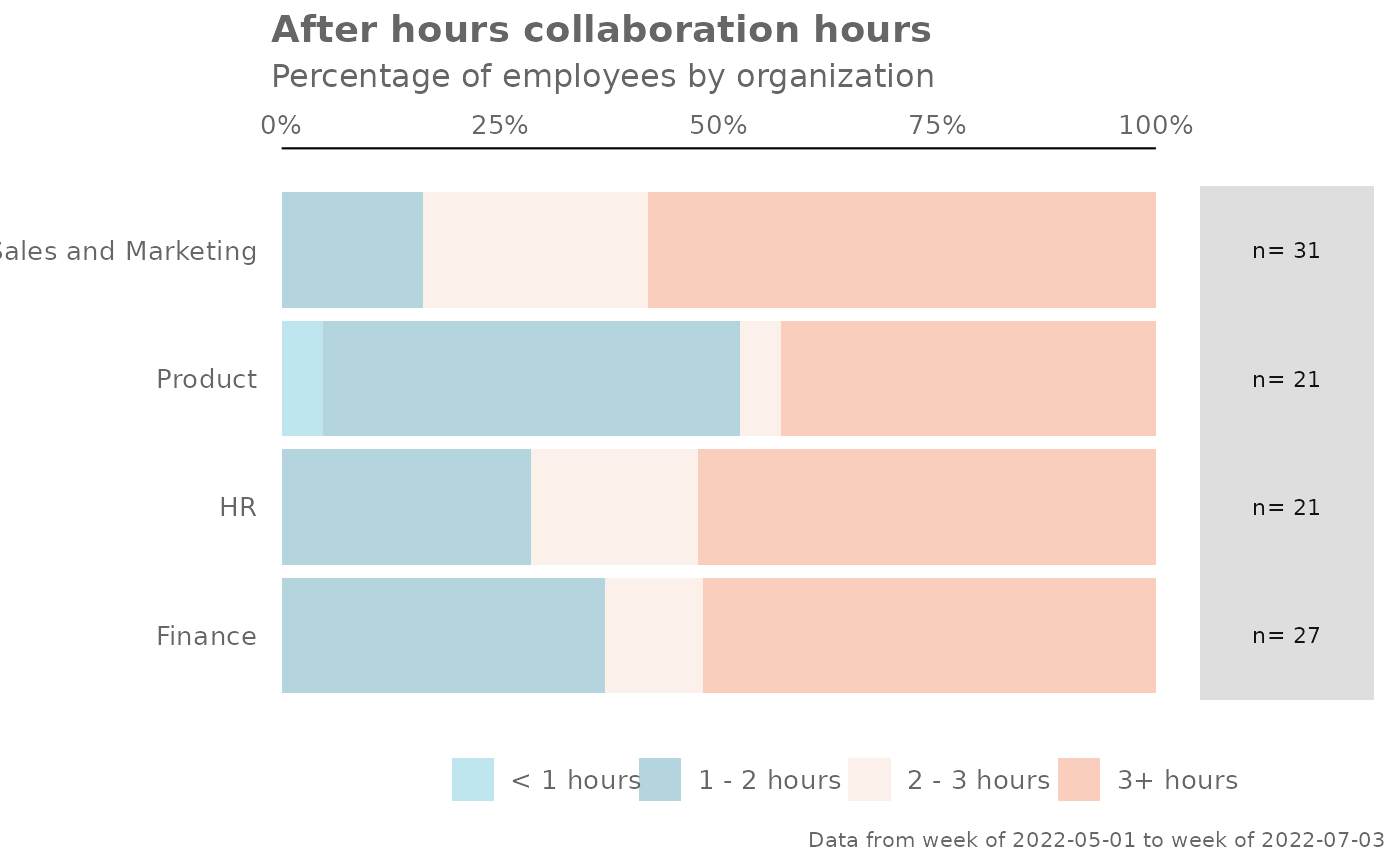 After hours collaboration hours
Percentage of employees by organization
0% 25% 50% 75% 100%
ales and Marketing n= 31
Product n= 21
HR n= 21
Finance n= 27
< 1 hours 1 - 2 hours 2 - 3 hours 3+ hours
Data from week of 2022-05-01 to week of 2022-07-03